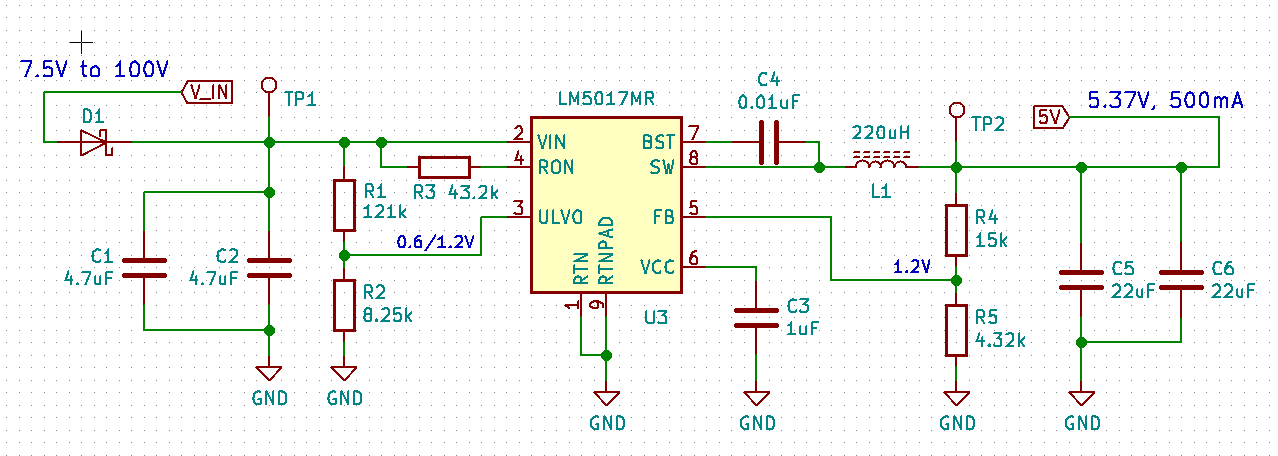 7.5V to 100V
V_IN
TP1
D1
LM5017MR
C4
0.01uF
5.37V, 500mA
5V
TP2
220uH
L1
2
VIN
BST
7
4
RON
SW
8
R3 43.2k
R1
121k
3
ULVO
FB
5
0.6/1.2V
RTN
RTNPAD
VCC
6
1
9
U3
R4
15k
1.2V
C1
4.7uF
C2
4.7uF
R2
8.25k
C3
1uF
R5
4.32k
C5
22uF
C6
22uF
GND
GND
GND
GND
GND
GND